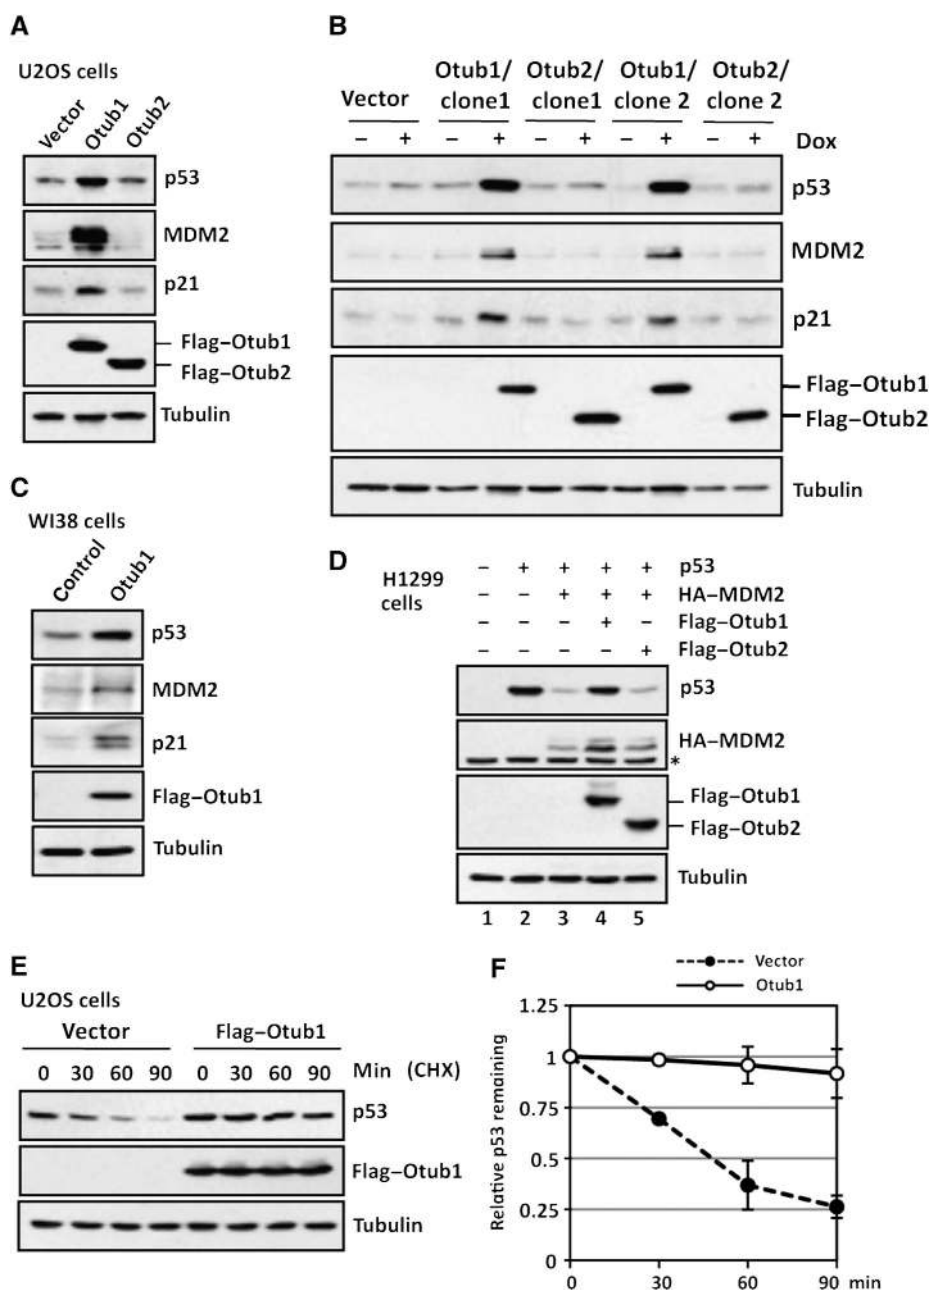 A
U2OS cells
Vector Otub1 Otub2
p53
MDM2
p21
Flag–Otub1
Flag–Otub2
Tubulin
B
Vector Otub1/ clone1 Otub2/ clone1 Otub1/ clone 2 Otub2/ clone 2
– + – + – + – + – + Dox
p53
MDM2
p21
Flag–Otub1
Flag–Otub2
Tubulin
C
WI38 cells
Control Otub1
p53
MDM2
p21
Flag–Otub1
Tubulin
D
H1299 cells
– + + + + p53
– – + + + HA–MDM2
– – – + – Flag–Otub1
– – – – + Flag–Otub2
p53
HA–MDM2
*
Flag–Otub1
Flag–Otub2
Tubulin
1 2 3 4 5
E
U2OS cells
Vector Flag–Otub1
0 30 60 90 0 30 60 90 Min (CHX)
p53
Flag–Otub1
Tubulin
F
Vector
Otub1
Relative p53 remaining
1.25
1
0.75
0.5
0.25
0
0 30 60 90 min